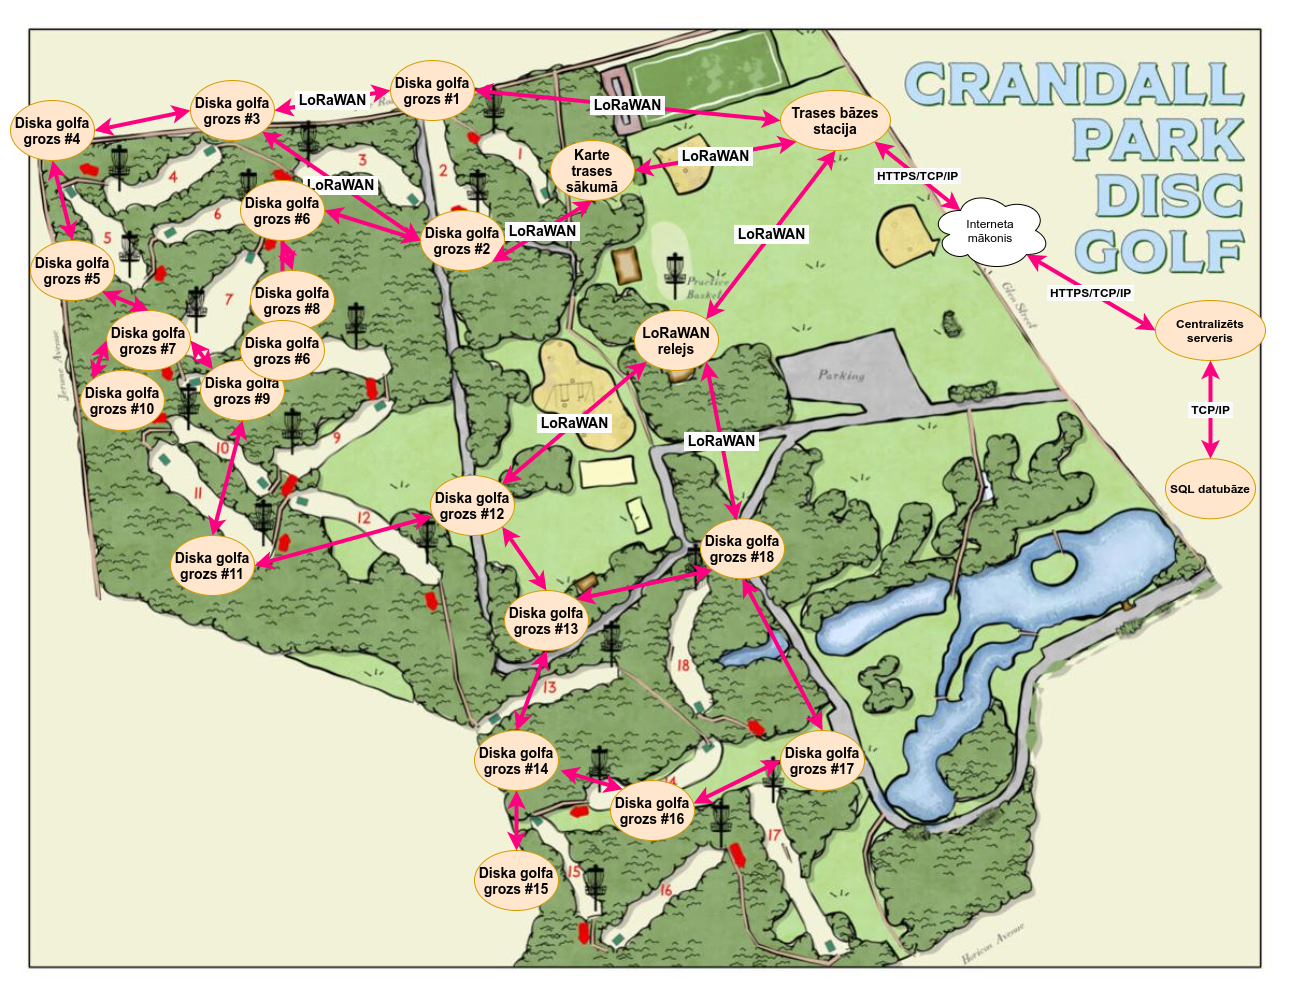 CRANDALL
PARK
DISC
GOLF
Diska golfa
grozs #1
LoRaWAN
Diska golfa
grozs #3
Diska golfa
grozs #4
LoRaWAN
Trases bāzes
stacija
Karte
trases
sākumā
LoRaWAN
HTTPS/TCP/IP
Interneta
mākonis
HTTPS/TCP/IP
Centralizēts
serveris
TCP/IP
SQL datubāze
LoRaWAN
Diska golfa
grozs #6
Diska golfa
grozs #2
LoRaWAN
LoRaWAN
Diska golfa
grozs #5
Diska golfa
grozs #8
Diska golfa
grozs #7
Diska golfa
grozs #6
Diska golfa
grozs #9
Diska golfa
grozs #10
LoRaWAN
relejs
LoRaWAN
LoRaWAN
Diska golfa
grozs #12
Diska golfa
grozs #11
Diska golfa
grozs #18
Diska golfa
grozs #13
Diska golfa
grozs #14
Diska golfa
grozs #17
Diska golfa
grozs #16
Diska golfa
grozs #15
Practice
Basket
Parking
Glen Street
Jerome Avenue
Horicon Avenue
1
2
3
4
5
6
7
9
10
11
12
13
14
15
16
17
18